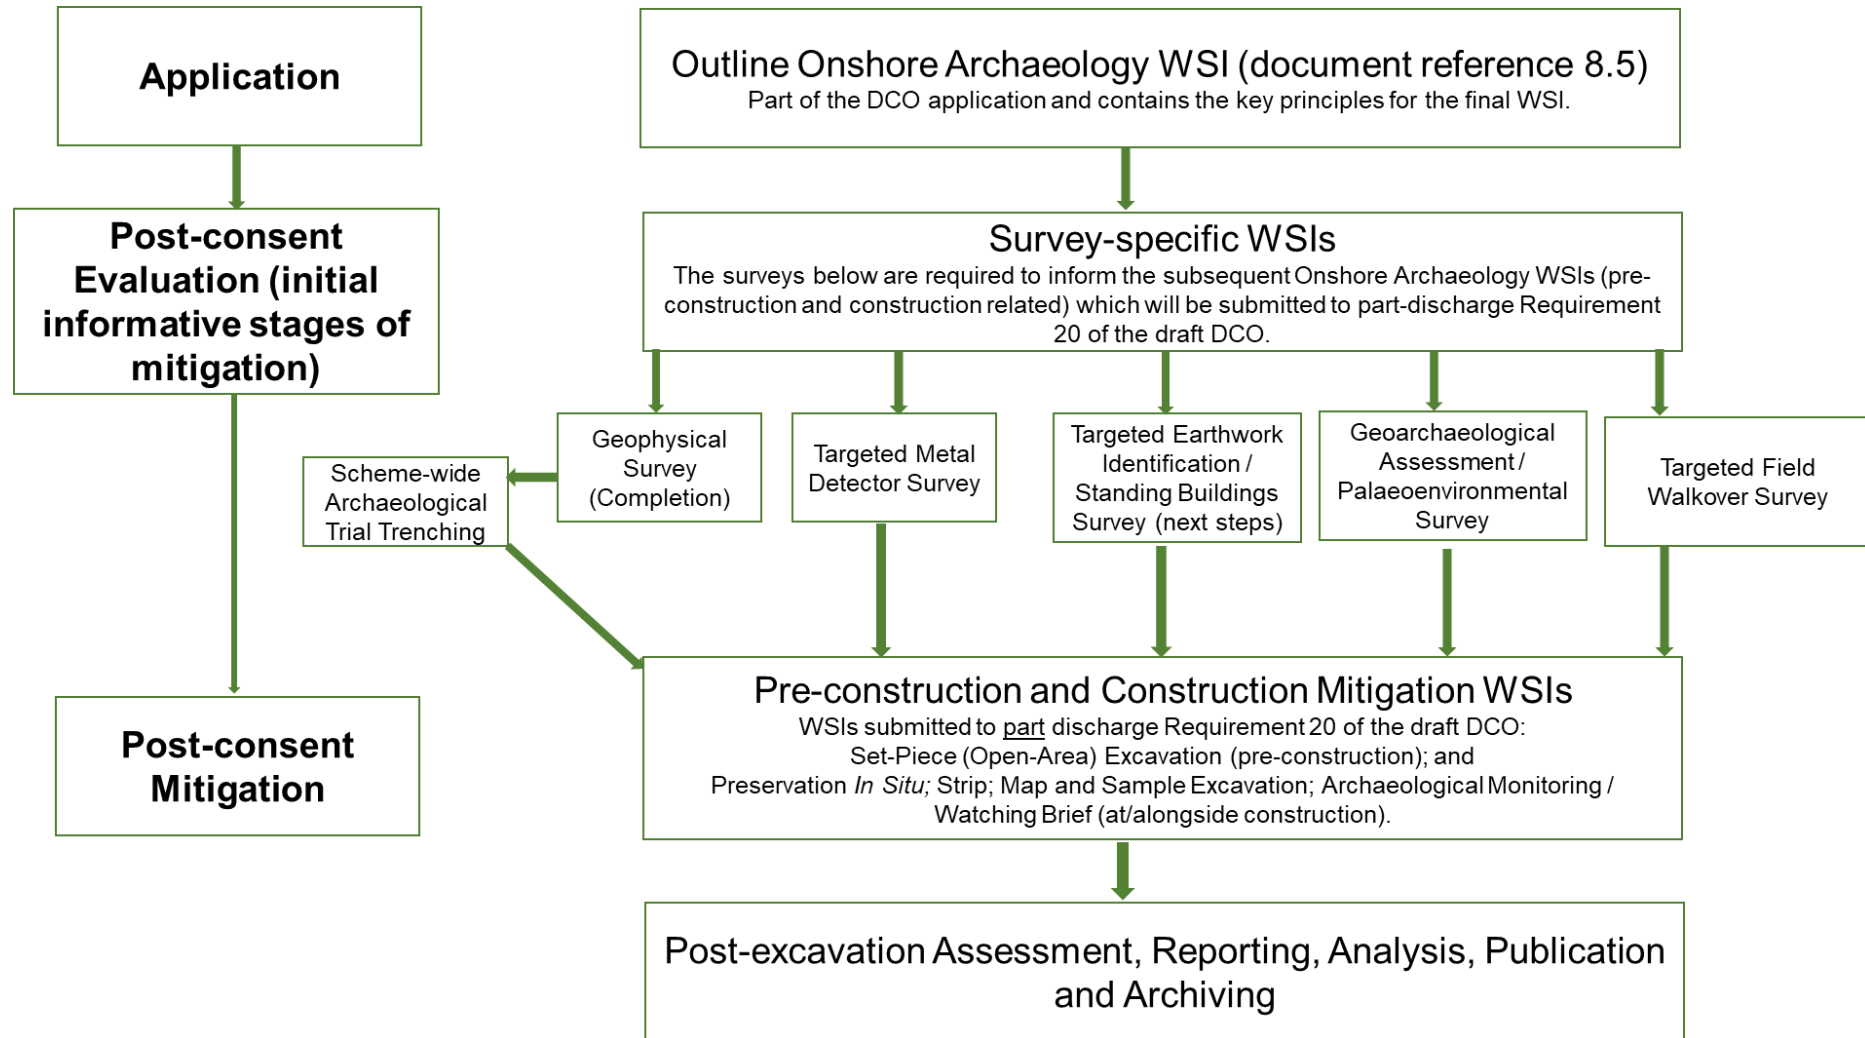 Application
Outline Onshore Archaeology WSI (document reference 8.5)
Part of the DCO application and contains the key principles for the final WSI.
Post-consent
Evaluation (initial
informative stages of
mitigation)
Survey-specific WSIs
The surveys below are required to inform the subsequent Onshore Archaeology WSIs (pre-
construction and construction related) which will be submitted to part-discharge Requirement
20 of the draft DCO.
Scheme-wide
Archaeological
Trial Trenching
Geophysical
Survey
(Completion)
Targeted Metal
Detector Survey
Targeted Earthwork
Identification /
Standing Buildings
Survey (next steps)
Geoarchaeological
Assessment /
Palaeoenvironmental
Survey
Targeted Field
Walkover Survey
Post-consent
Mitigation
Pre-construction and Construction Mitigation WSIs
WSIs submitted to part discharge Requirement 20 of the draft DCO:
Set-Piece (Open-Area) Excavation (pre-construction); and
Preservation In Situ; Strip; Map and Sample Excavation; Archaeological Monitoring /
Watching Brief (at/alongside construction).
Post-excavation Assessment, Reporting, Analysis, Publication
and Archiving